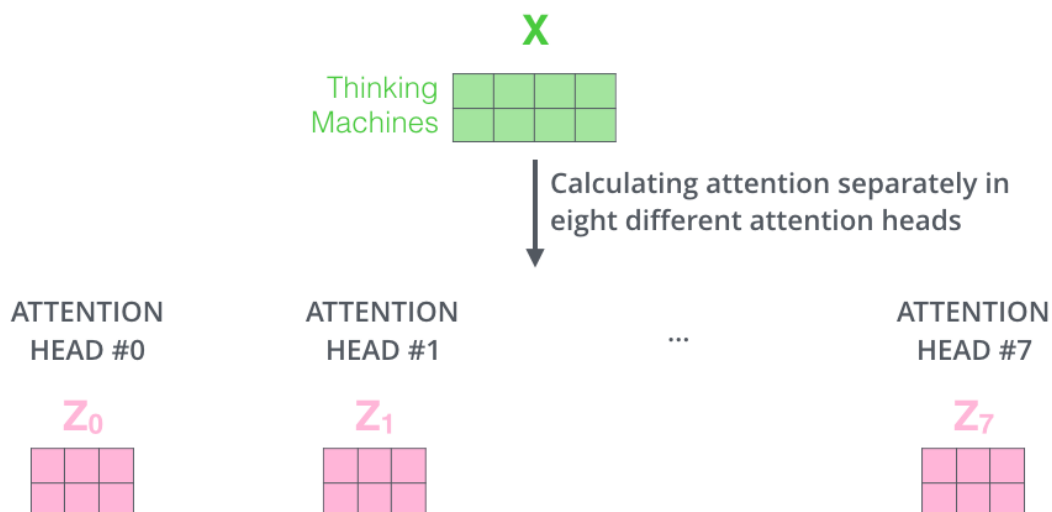 X
Thinking
Machines
Calculating attention separately in
eight different attention heads
ATTENTION
HEAD #0
ATTENTION
HEAD #1
...
ATTENTION
HEAD #7
Z₀
Z₁
Z₇